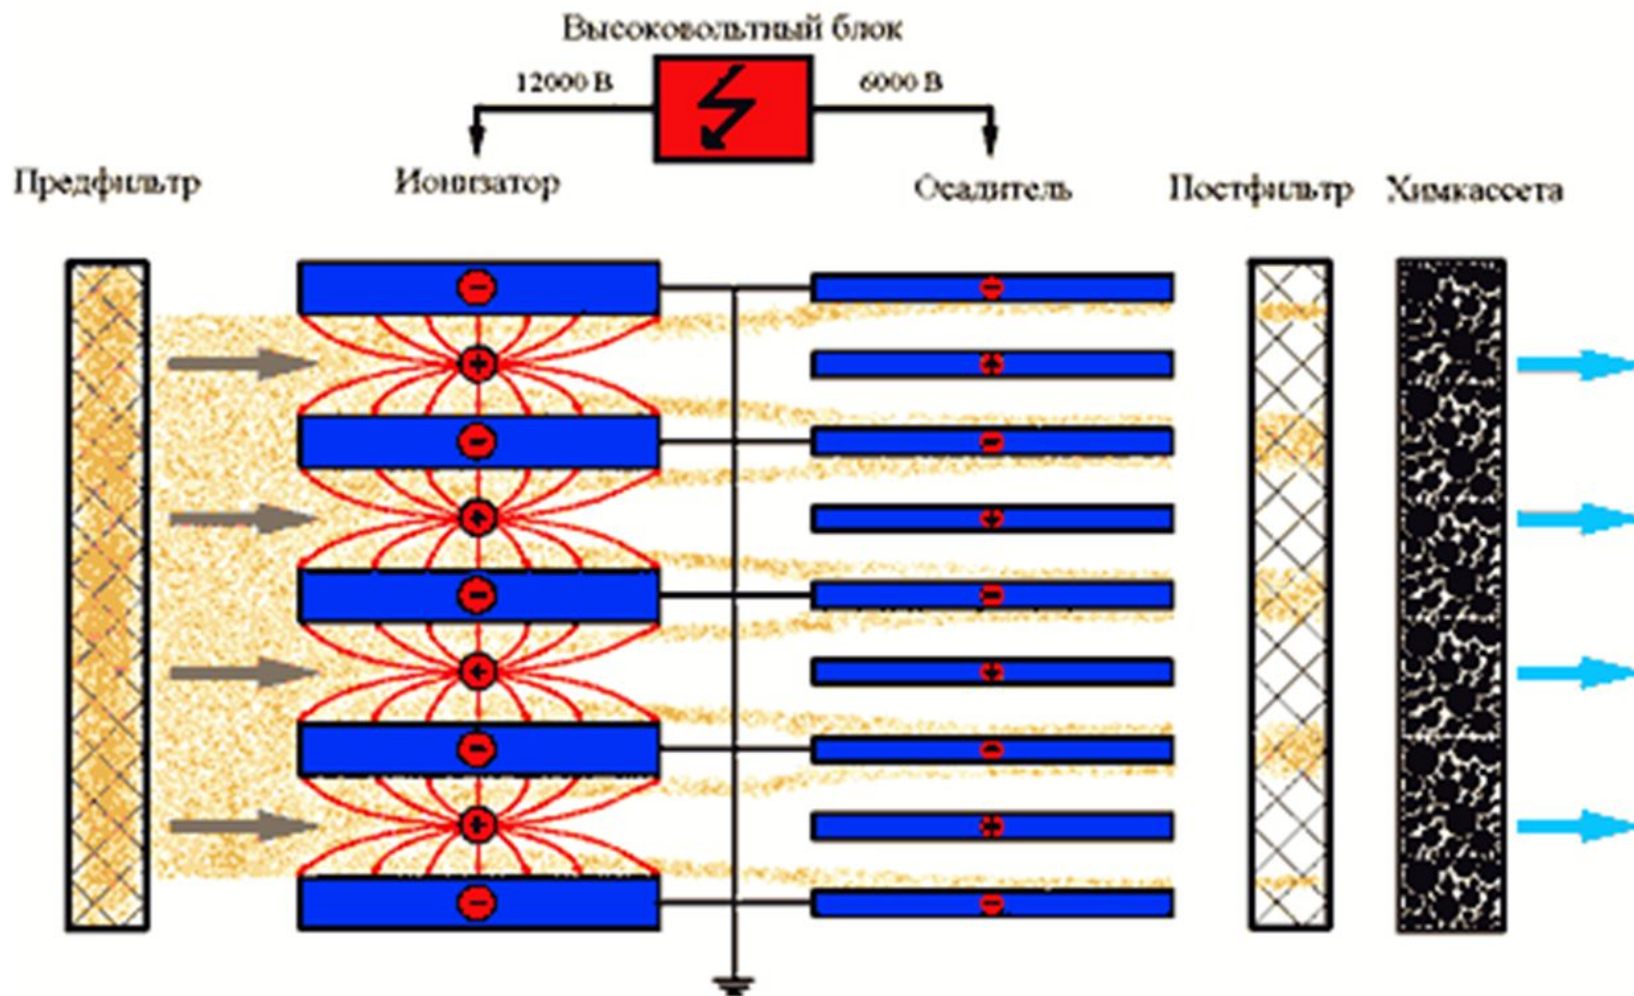 Высоковольтный блок
12000 В
6000 В
Предфильтр
Ионизатор
Осадитель
Постфильтр
Химкассета